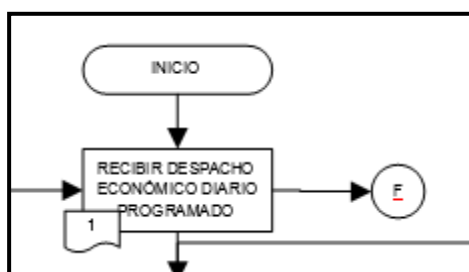 INICIO
RECIBIR DESPACHO
ECONÓMICO DIARIO
PROGRAMADO
1
F